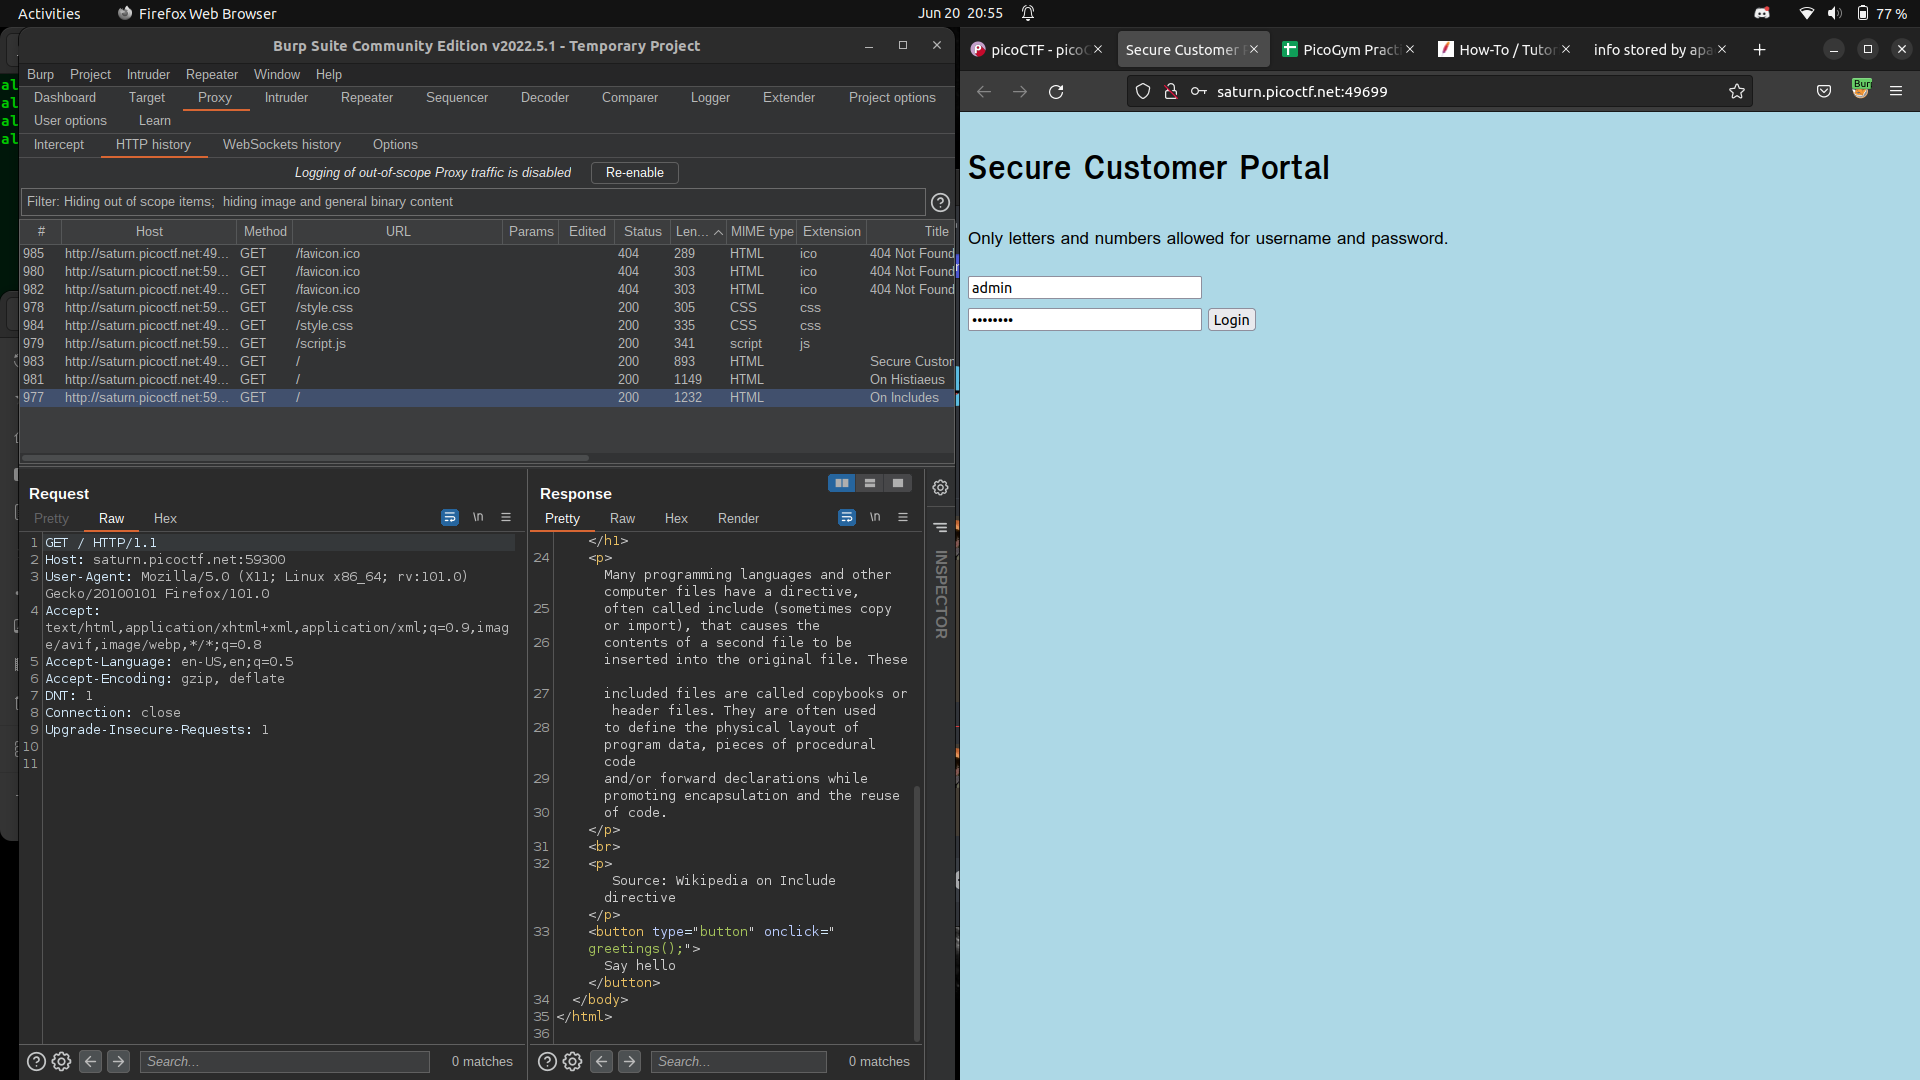 Activities
Firefox Web Browser
Jun 20 20:55
77 %
Burp Suite Community Edition v2022.5.1 - Temporary Project
Burp Project Intruder Repeater Window Help
Dashboard Target Proxy Intruder Repeater Sequencer Decoder Comparer Logger Extender Project options
User options Learn
Intercept HTTP history WebSockets history Options
Logging of out-of-scope Proxy traffic is disabled Re-enable
Filter: Hiding out of scope items; hiding image and general binary content
# Host Method URL Params Edited Status Len... MIME type Extension Title
985 http://saturn.picoctf.net:49... GET /favicon.ico 404 289 HTML ico 404 Not Found
980 http://saturn.picoctf.net:59... GET /favicon.ico 404 303 HTML ico 404 Not Found
982 http://saturn.picoctf.net:49... GET /favicon.ico 404 303 HTML ico 404 Not Found
978 http://saturn.picoctf.net:59... GET /style.css 200 305 CSS css
984 http://saturn.picoctf.net:49... GET /style.css 200 335 CSS css
979 http://saturn.picoctf.net:59... GET /script.js 200 341 script js
983 http://saturn.picoctf.net:49... GET / 200 893 HTML Secure Custor
981 http://saturn.picoctf.net:49... GET / 200 1149 HTML On Histiaeus
977 http://saturn.picoctf.net:59... GET / 200 1232 HTML On Includes
Request
Pretty Raw Hex \n
1 GET / HTTP/1.1
2 Host: saturn.picoctf.net:59300
3 User-Agent: Mozilla/5.0 (X11; Linux x86_64; rv:101.0)
Gecko/20100101 Firefox/101.0
4 Accept:
text/html,application/xhtml+xml,application/xml;q=0.9,imag
e/avif,image/webp,*/*;q=0.8
5 Accept-Language: en-US,en;q=0.5
6 Accept-Encoding: gzip, deflate
7 DNT: 1
8 Connection: close
9 Upgrade-Insecure-Requests: 1
10
11
Search...
0 matches
Response
Pretty Raw Hex Render \n
</h1>
24 <p>
Many programming languages and other
computer files have a directive,
25 often called include (sometimes copy
or import), that causes the
26 contents of a second file to be
inserted into the original file. These
27 included files are called copybooks or
header files. They are often used
28 to define the physical layout of
program data, pieces of procedural
code
29 and/or forward declarations while
promoting encapsulation and the reuse
30 of code.
</p>
31 <br>
32 <p>
Source: Wikipedia on Include
directive
</p>
33 <button type="button" onclick="
greetings();">
Say hello
</button>
34 </body>
35 </html>
36
Search...
0 matches
INSPECTOR
picoCTF - picoC
Secure Customer
PicoGym Practi
How-To / Tutor
info stored by apa
saturn.picoctf.net:49699
Burp
Secure Customer Portal
Only letters and numbers allowed for username and password.
admin
••••••••
Login
al
al
al
al